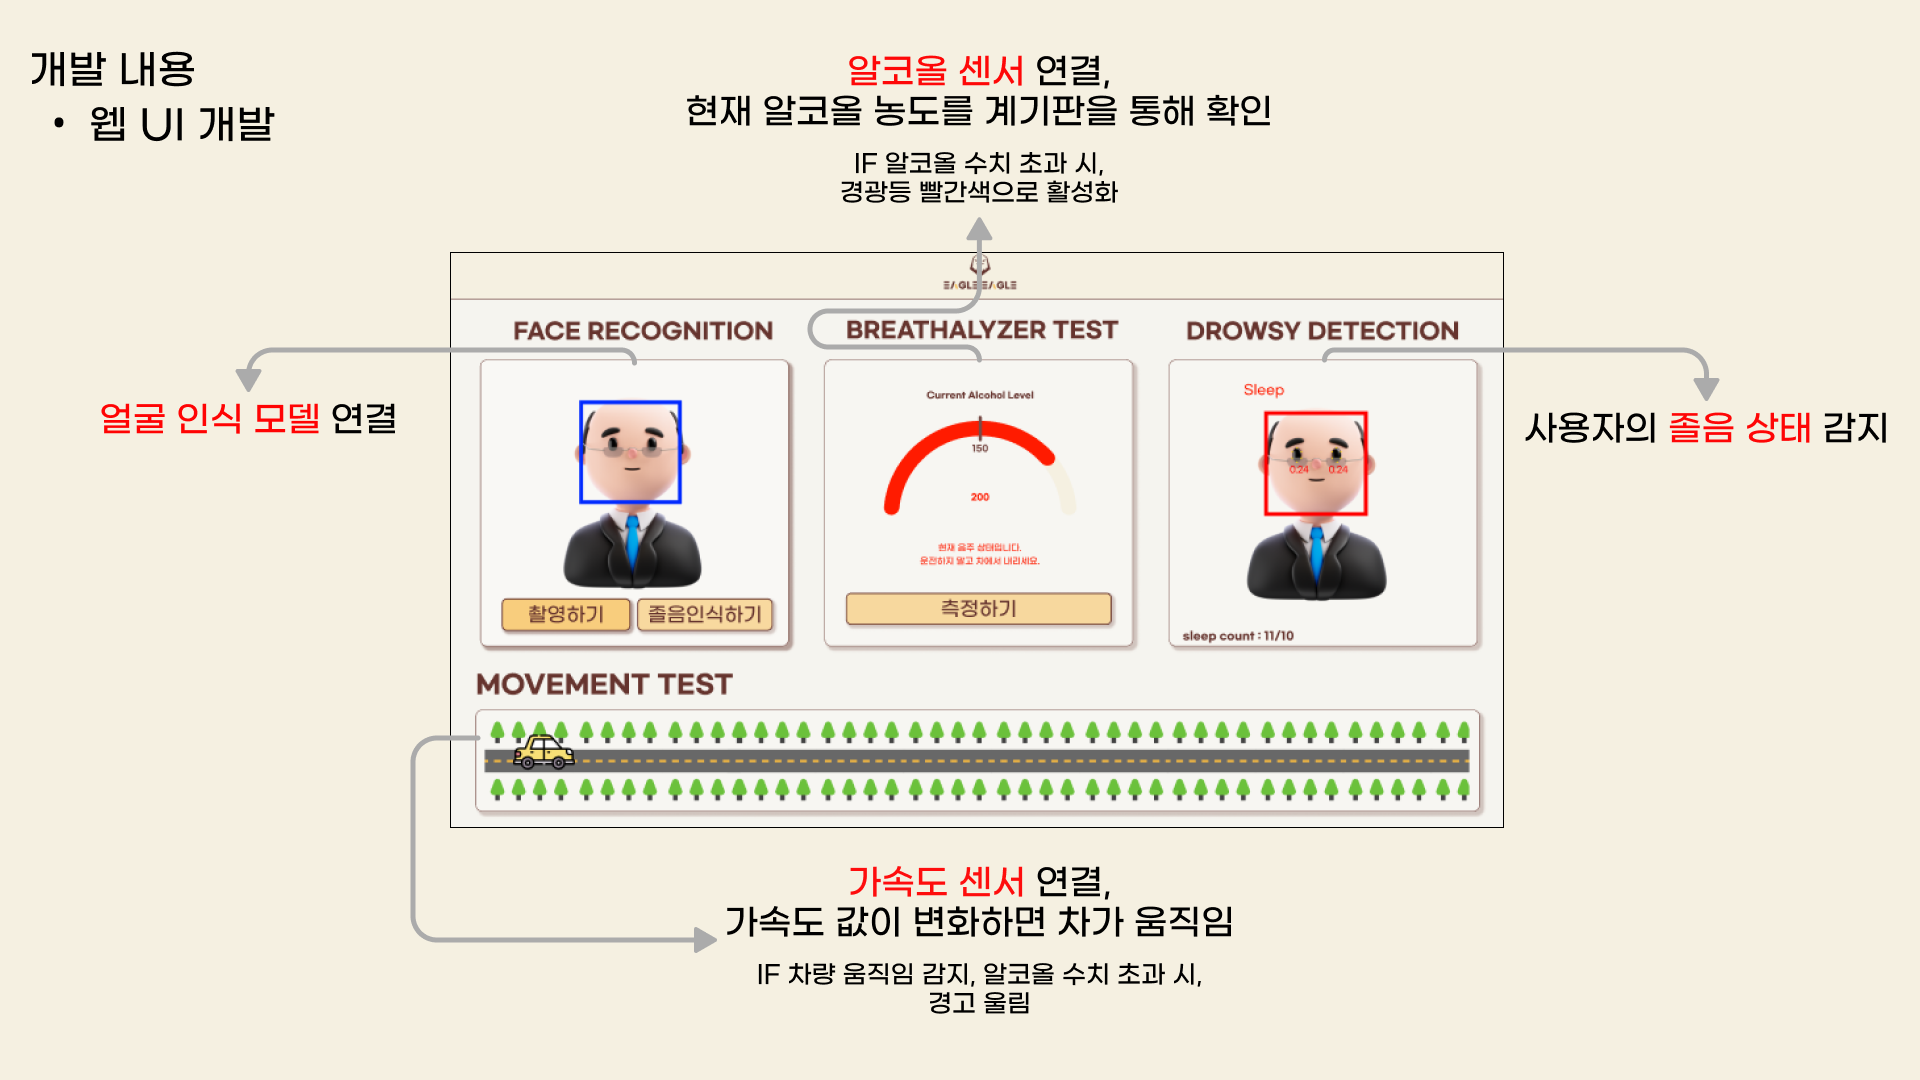 개발 내용
• 웹 UI 개발
알코올 센서 연결,
현재 알코올 농도를 계기판을 통해 확인
IF 알코올 수치 초과 시,
경광등 빨간색으로 활성화
FACE RECOGNITION
BREATHALYZER TEST
DROWSY DETECTION
얼굴 인식 모델 연결
촬영하기
졸음인식하기
Current Alcohol Level
150
200
현재 음주 상태입니다.
운전하지 말고 차에서 내리세요.
측정하기
Sleep
0.24 0.24
sleep count : 11/10
사용자의 졸음 상태 감지
MOVEMENT TEST
가속도 센서 연결,
가속도 값이 변화하면 차가 움직임
IF 차량 움직임 감지, 알코올 수치 초과 시,
경고 울림